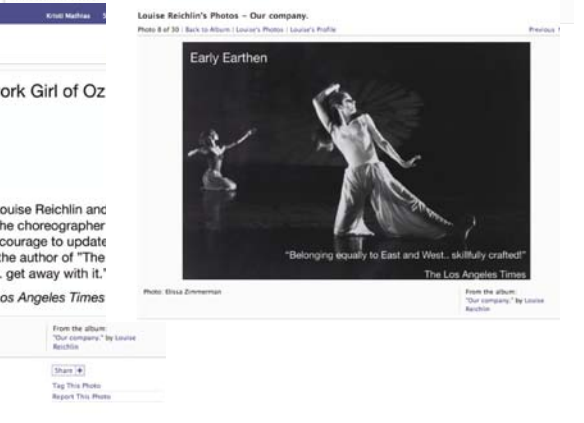 Kristi Mathias
ork Girl of Oz
ouise Reichlin and
he choreographer
courage to update
the author of "The
. get away with it."
os Angeles Times
From the album:
"Our company." by Louise
Reichlin
Share +
Tag This Photo
Report This Photo
Louise Reichlin's Photos – Our company.
Photo 8 of 30 | Back to Album | Louise's Photos | Louise's Profile
Previous
Early Earthen
"Belonging equally to East and West.. skillfully crafted!"
The Los Angeles Times
Photo: Elissa Zimmerman
From the album:
"Our company." by Louise
Reichlin